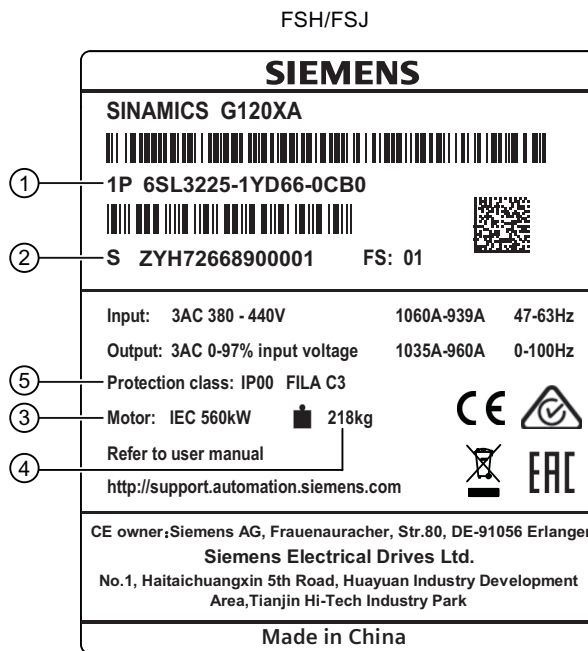 FSH/FSJ
SIEMENS
SINAMICS G120XA
① 1P 6SL3225-1YD66-0CB0
② S ZYH72668900001 FS: 01
Input: 3AC 380 - 440V 1060A-939A 47-63Hz
Output: 3AC 0-97% input voltage 1035A-960A 0-100Hz
⑤ Protection class: IP00 FILA C3
③ Motor: IEC 560kW 218kg
④ Refer to user manual
http://support.automation.siemens.com
CE
EAC
CE owner:Siemens AG, Frauenauracher, Str.80, DE-91056 Erlangen
Siemens Electrical Drives Ltd.
No.1, Haitaichuangxin 5th Road, Huayuan Industry Development
Area,Tianjin Hi-Tech Industry Park
Made in China